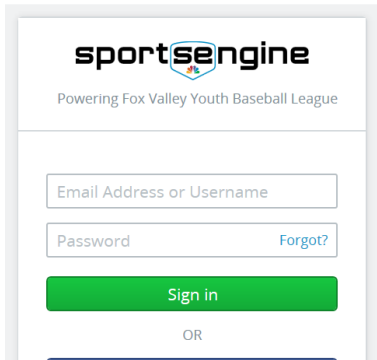 sportsengine
Powering Fox Valley Youth Baseball League
Email Address or Username
Password Forgot?
Sign in
OR